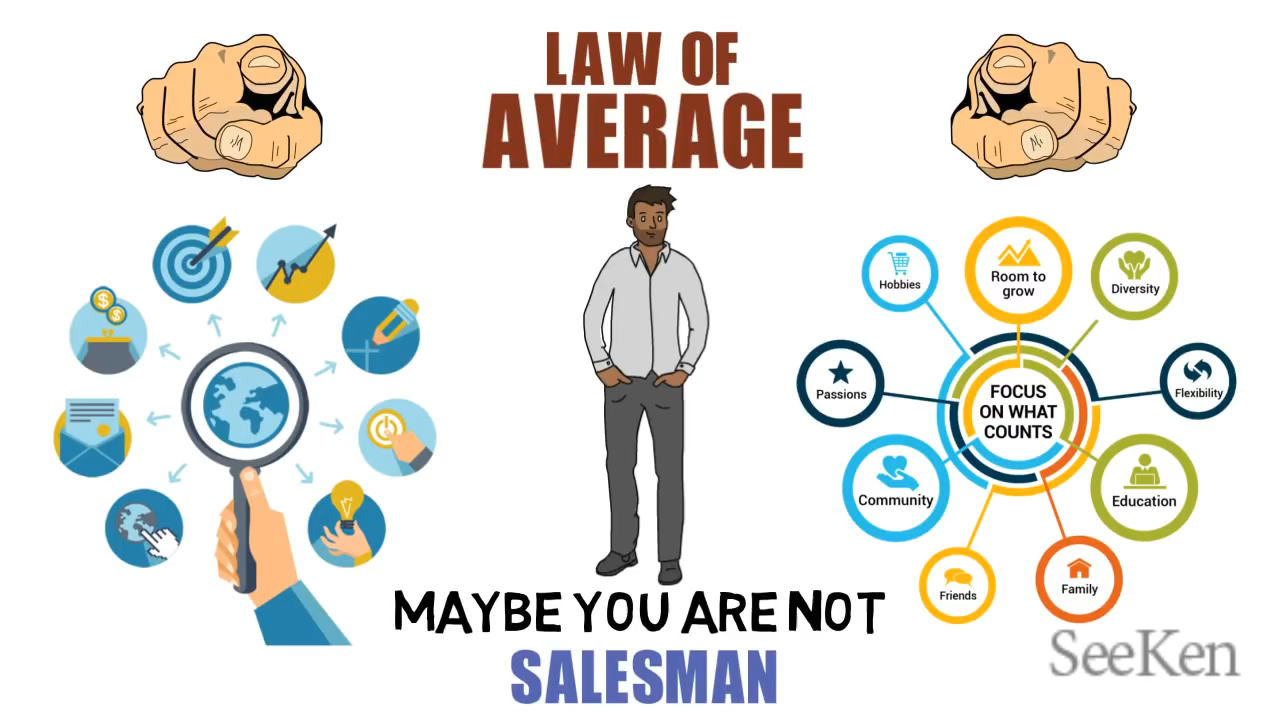 LAW OF
AVERAGE
Hobbies
Room to
grow
Diversity
Passions
FOCUS
ON WHAT
COUNTS
Flexibility
Community
Education
Friends
Family
$
$
MAYBE YOU ARE NOT
SALESMAN
SeeKen